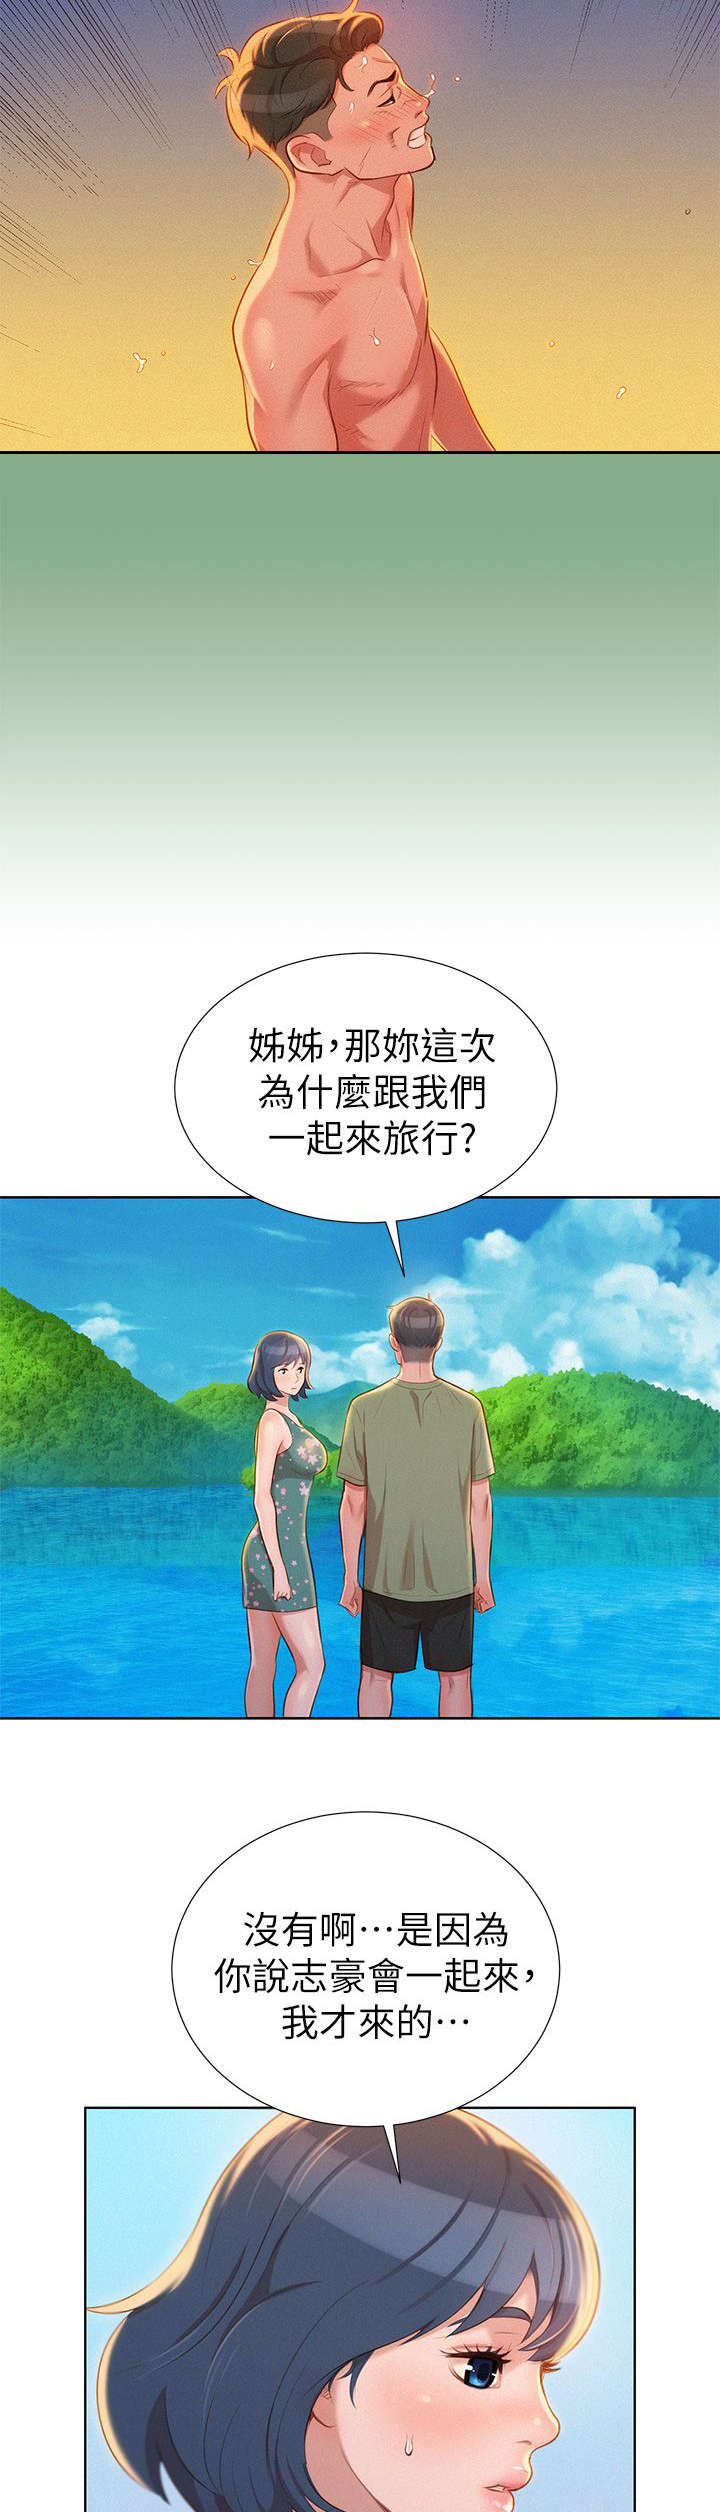 姊姊，那妳這次
為什麼跟我們
一起來旅行?
沒有啊⋯是因為
你說志豪會一起來，
我才來的⋯